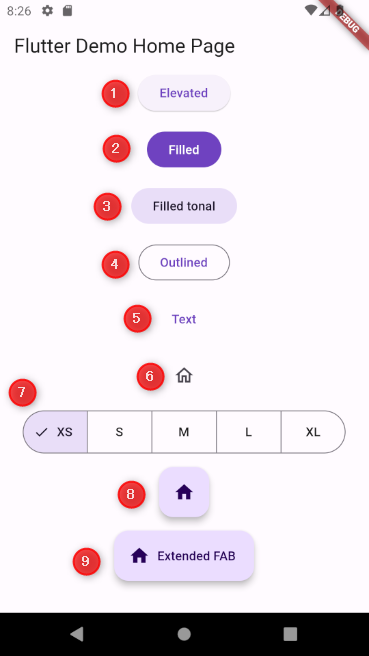 8:26
DEBUG
Flutter Demo Home Page
1 Elevated
2 Filled
3 Filled tonal
4 Outlined
5 Text
6
7
XS S M L XL
8
9 Extended FAB